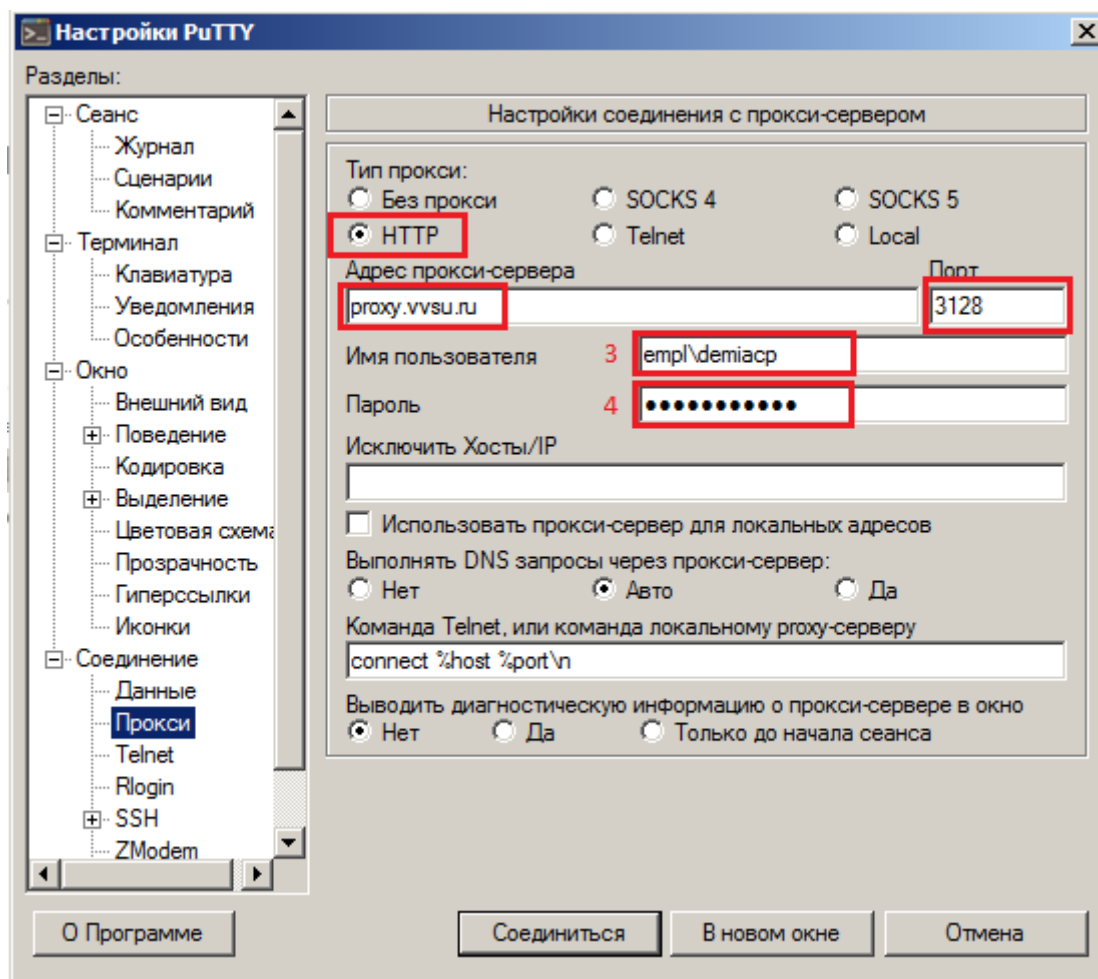 Настройки PuTTY
Разделы:
Сеанс
Журнал
Сценарии
Комментарий
Терминал
Клавиатура
Уведомления
Особенности
Окно
Внешний вид
Поведение
Кодировка
Выделение
Цветовая схема
Прозрачность
Гиперссылки
Иконки
Соединение
Данные
Прокси
Telnet
Rlogin
SSH
ZModem
Настройки соединения с прокси-сервером
Тип прокси:
Без прокси SOCKS 4 SOCKS 5
HTTP Telnet Local
Адрес прокси-сервера Порт
proxy.vvsu.ru 3128
Имя пользователя 3 empl\demiacp
Пароль 4 ●●●●●●●●●●●
Исключить Хосты/IP
Использовать прокси-сервер для локальных адресов
Выполнять DNS запросы через прокси-сервер:
Нет Авто Да
Команда Telnet, или команда локальному proxy-серверу
connect %host %port\n
Выводить диагностическую информацию о прокси-сервере в окно
Нет Да Только до начала сеанса
О Программе Соединиться В новом окне Отмена